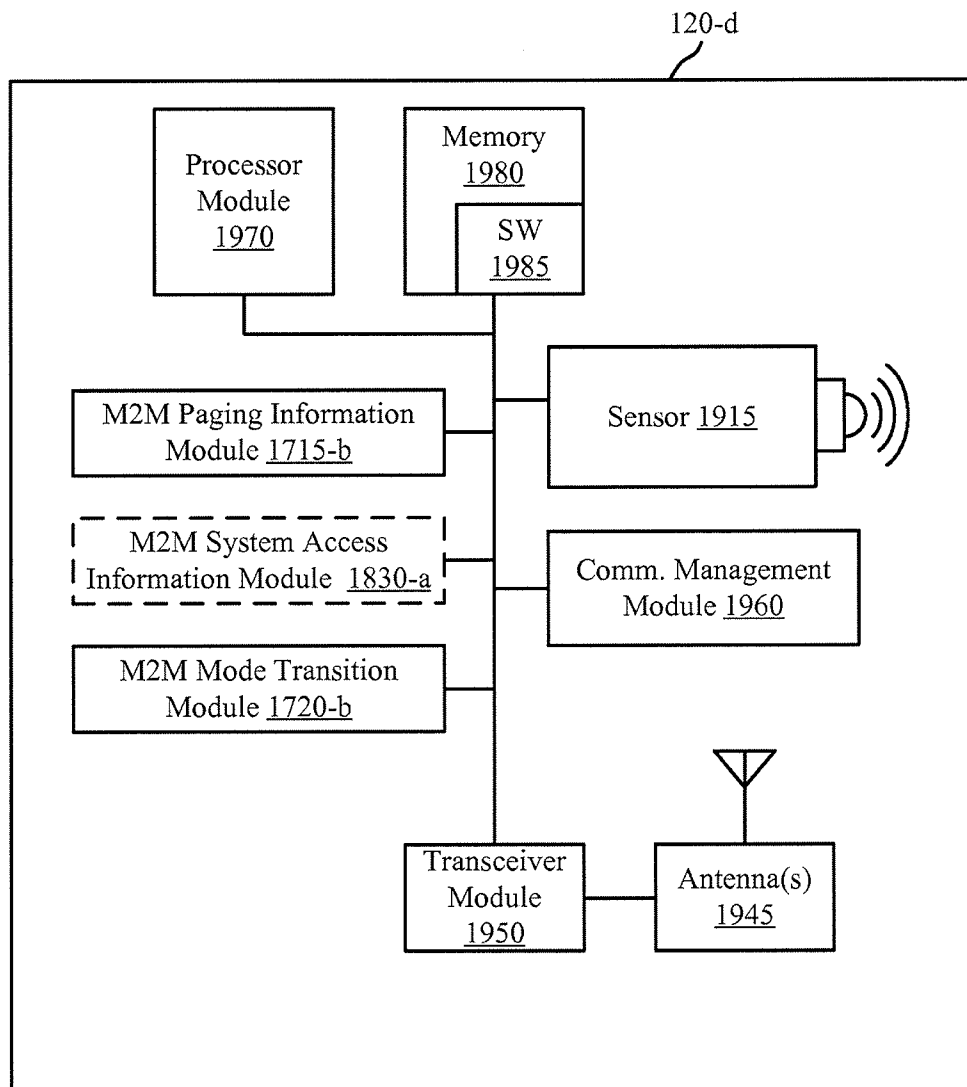 120-d
Processor
Module
1970
Memory
1980
SW
1985
M2M Paging Information
Module 1715-b
Sensor 1915
M2M System Access
Information Module 1830-a
Comm. Management
Module 1960
M2M Mode Transition
Module 1720-b
Transceiver
Module
1950
Antenna(s)
1945